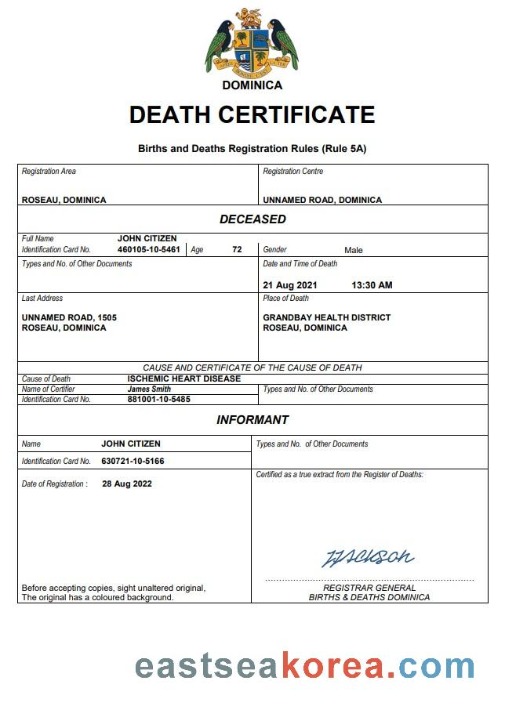 DOMINICA
DEATH CERTIFICATE
Births and Deaths Registration Rules (Rule 5A)
Registration Area
Registration Centre
ROSEAU, DOMINICA
UNNAMED ROAD, DOMINICA
DECEASED
Full Name JOHN CITIZEN
Identification Card No. 460105-10-5461 Age 72 Gender Male
Types and No. of Other Documents
Date and Time of Death
21 Aug 2021 13:30 AM
Last Address
Place of Death
UNNAMED ROAD, 1505
ROSEAU, DOMINICA
GRANDBAY HEALTH DISTRICT
ROSEAU, DOMINICA
CAUSE AND CERTIFICATE OF THE CAUSE OF DEATH
Cause of Death ISCHEMIC HEART DISEASE
Name of Certifier James Smith
Types and No. of Other Documents
Identification Card No. 881001-10-5485
INFORMANT
Name JOHN CITIZEN
Types and No. of Other Documents
Identification Card No. 630721-10-5166
Date of Registration : 28 Aug 2022
Certified as a true extract from the Register of Deaths:
Before accepting copies, sight unaltered original,
The original has a coloured background.
REGISTRAR GENERAL
BIRTHS & DEATHS DOMINICA
eastseakorea.com